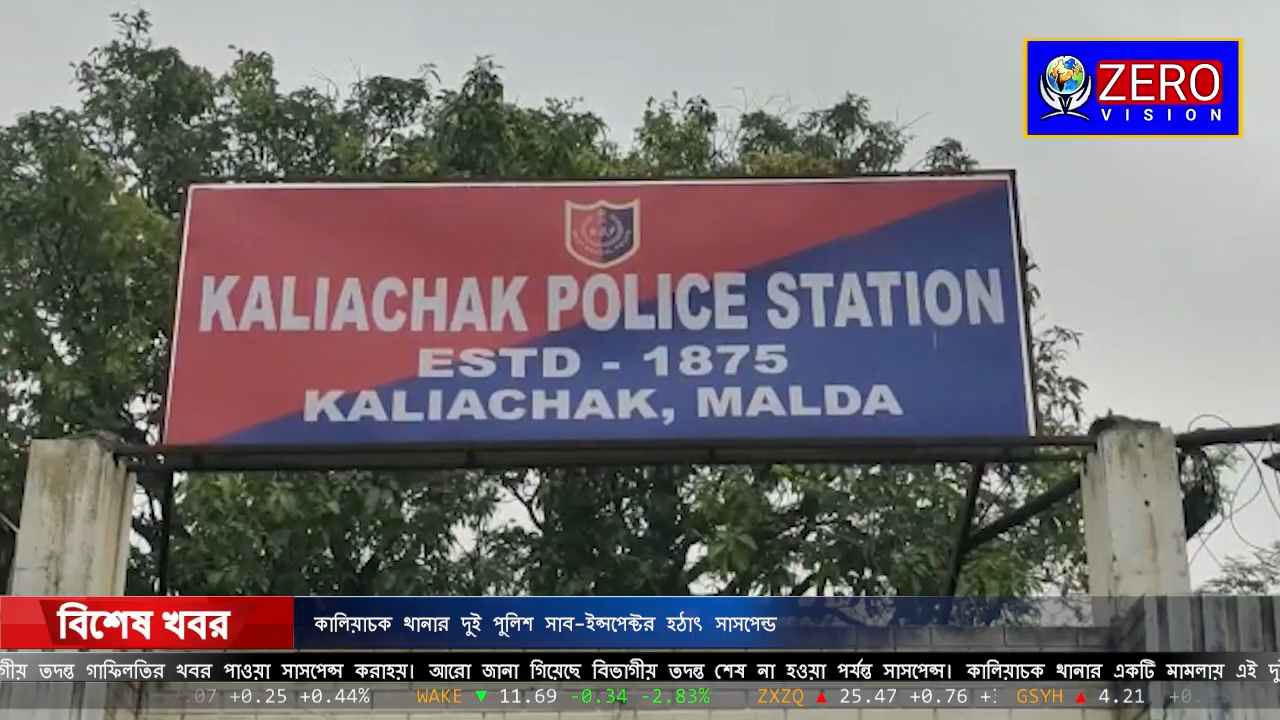 ZERO
VISION
KALIACHAK POLICE STATION
ESTD - 1875
KALIACHAK, MALDA
বিশেষ খবর
কালিয়াচক থানার দুই পুলিশ সাব-ইন্সপেক্টর হঠাৎ সাসপেন্ড
তদন্ত গাফিলতির খবর পাওয়া সাসপেন্স করাহয়। আরো জানা গিয়েছে বিভাগীয় তদন্ত শেষ না হওয়া পর্যন্ত সাসপেন্স। কালিয়াচক থানার একটি মামলায় এই
+0.25 +0.44% WAKE ▼ 11.69 -0.34 -2.83% ZXZQ ▲ 25.47 +0.76 GSYH ▲ 4.21